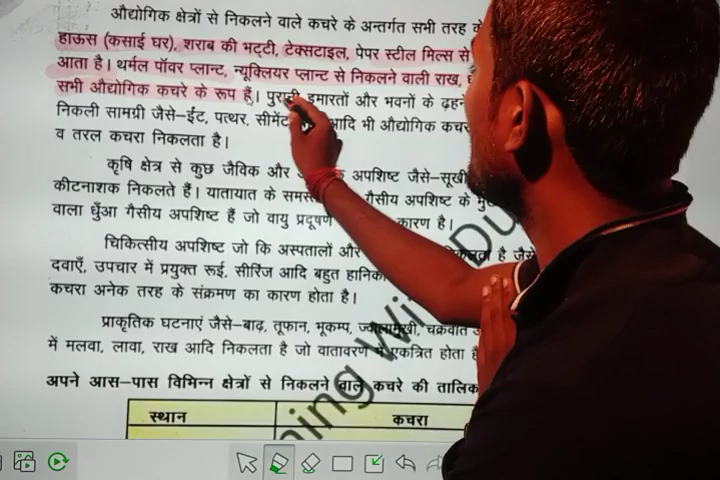 औद्योगिक क्षेत्रों से निकलने वाले कचरे के अन्तर्गत सभी तरह के
हाऊस (कसाई घर), शराब की भट्टी, टेक्सटाइल, पेपर स्टील मिल्स से
आता है। थर्मल पॉवर प्लान्ट, न्यूक्लियर प्लान्ट से निकलने वाली राख,
सभी औद्योगिक कचरे के रूप हैं। पुरानी इमारतों और भवनों के ढहने
निकली सामग्री जैसे–ईंट, पत्थर, सीमेंट आदि भी औद्योगिक कचरे
व तरल कचरा निकलता है।
कृषि क्षेत्र से कुछ जैविक और अपशिष्ट जैसे–सूखी
कीटनाशक निकलते हैं। यातायात के समस्त गैसीय अपशिष्ट के
वाला धुँआ गैसीय अपशिष्ट हैं जो वायु प्रदूषण कारण है।
चिकित्सीय अपशिष्ट जो कि अस्पतालों और निकलता है जैसे
दवाएँ, उपचार में प्रयुक्त रूई, सीरिंज आदि बहुत
कचरा अनेक तरह के संक्रमण का कारण होता है।
प्राकृतिक घटनाएं जैसे–बाढ़, तूफान, भूकम्प, ज्वालामुखी, चक्रवात
में मलवा, लावा, राख आदि निकलता है जो वातावरण में एकत्रित होता
अपने आस–पास विभिन्न क्षेत्रों से निकलने वाले कचरे की
स्थान कचरा